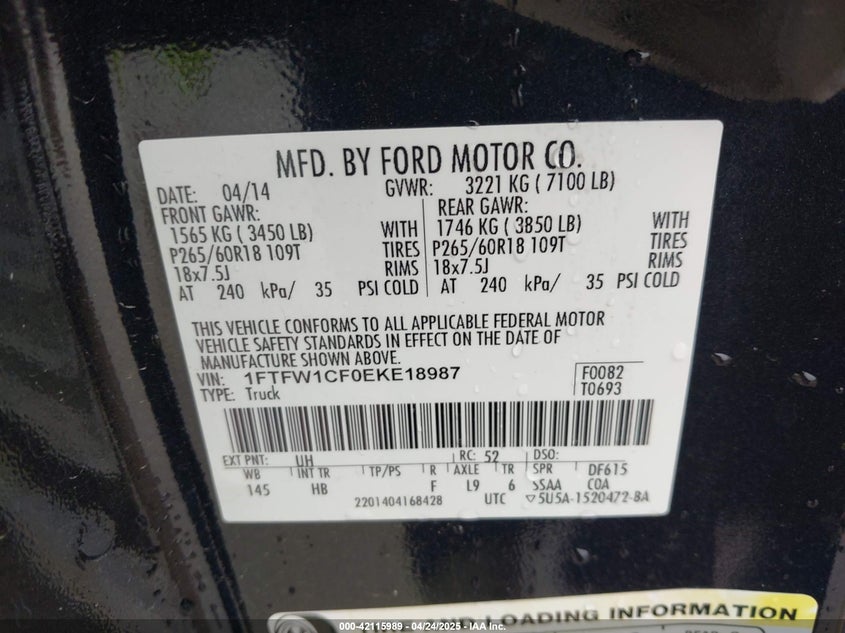 MFD. BY FORD MOTOR CO.
DATE: 04/14 GVWR: 3221 KG ( 7100 LB)
FRONT GAWR: REAR GAWR:
1565 KG ( 3450 LB) WITH 1746 KG ( 3850 LB) WITH
P265/60R18 109T TIRES P265/60R18 109T TIRES
18x7.5J RIMS 18x7.5J RIMS
AT 240 kPa/ 35 PSI COLD AT 240 kPa/ 35 PSI COLD
THIS VEHICLE CONFORMS TO ALL APPLICABLE FEDERAL MOTOR
VEHICLE SAFETY STANDARDS IN EFFECT ON THE DATE OF
MANUFACTURE SHOWN ABOVE.
VIN: 1FTFW1CF0EKE18987 F0082
TYPE: Truck T0693
EXT PNT: UH RC: 52 DSO:
WB INT TR TP/PS R AXLE TR SPR DF615
145 HB F L9 6 SSAA COA
2201404168428 UTC ▽5U5A-1520472-BA
LOADING INFORMATION
000-42115989 - 04/24/2025 - IAA Inc.